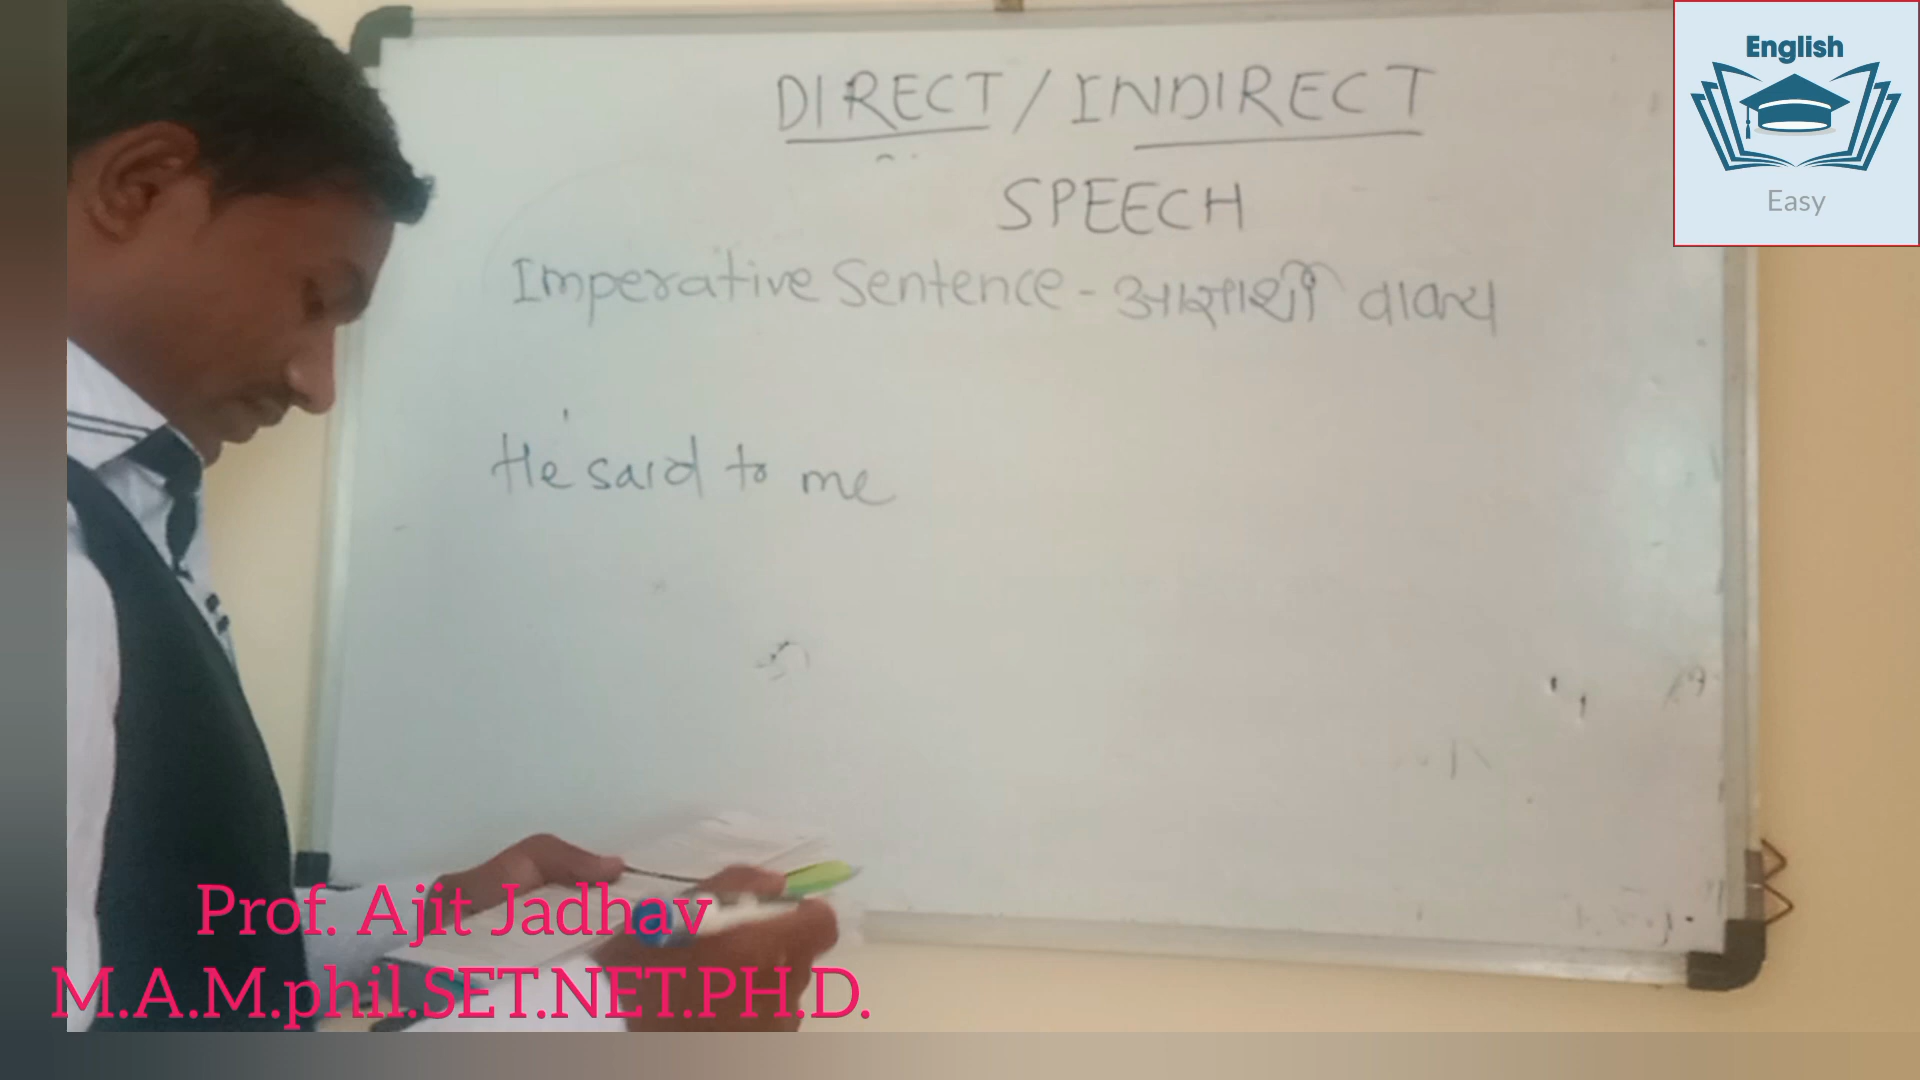 DIRECT / INDIRECT
SPEECH
Imperative Sentence - आज्ञार्थी वाक्य
He said to me
English
Easy
Prof. Ajit Jadhav
M.A.M.phil.SET.NET.PH.D.